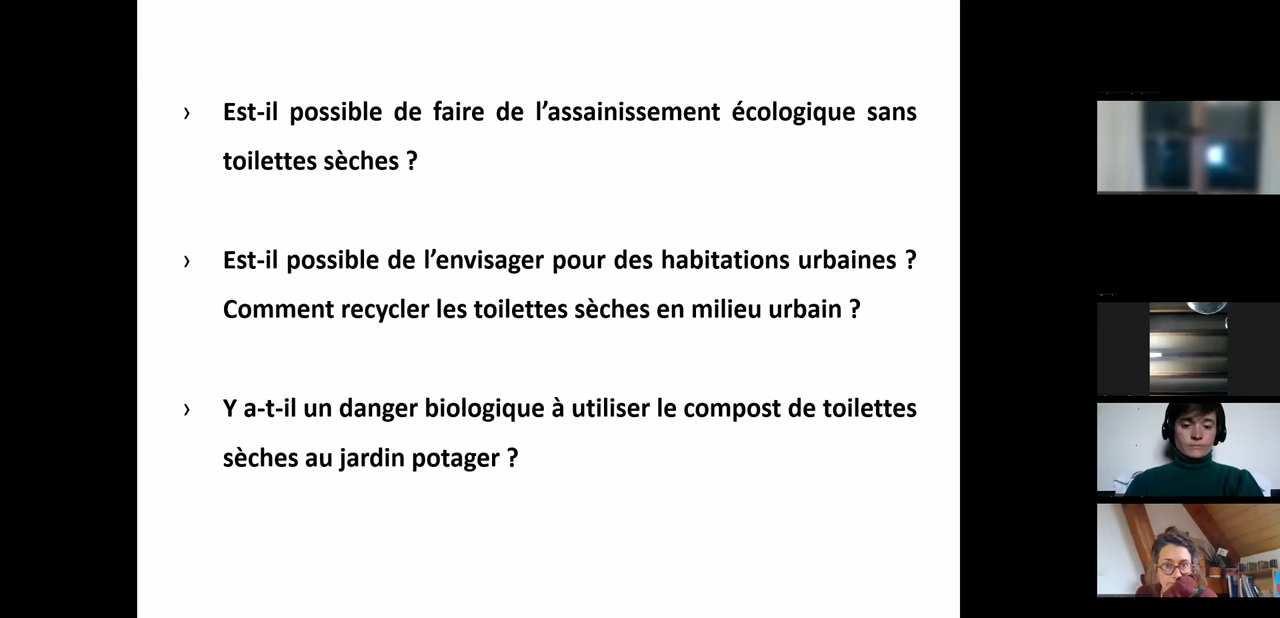 › Est-il possible de faire de l’assainissement écologique sans
toilettes sèches ?
› Est-il possible de l’envisager pour des habitations urbaines ?
Comment recycler les toilettes sèches en milieu urbain ?
› Y a-t-il un danger biologique à utiliser le compost de toilettes
sèches au jardin potager ?